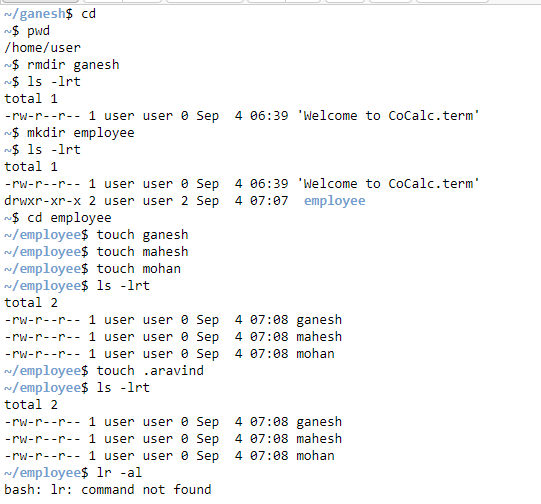 ~/ganesh$ cd
~$ pwd
/home/user
~$ rmdir ganesh
~$ ls -lrt
total 1
-rw-r--r-- 1 user user 0 Sep  4 06:39 'Welcome to CoCalc.term'
~$ mkdir employee
~$ ls -lrt
total 1
-rw-r--r-- 1 user user 0 Sep  4 06:39 'Welcome to CoCalc.term'
drwxr-xr-x 2 user user 2 Sep  4 07:07  employee
~$ cd employee
~/employee$ touch ganesh
~/employee$ touch mahesh
~/employee$ touch mohan
~/employee$ ls -lrt
total 2
-rw-r--r-- 1 user user 0 Sep  4 07:08 ganesh
-rw-r--r-- 1 user user 0 Sep  4 07:08 mahesh
-rw-r--r-- 1 user user 0 Sep  4 07:08 mohan
~/employee$ touch .aravind
~/employee$ ls -lrt
total 2
-rw-r--r-- 1 user user 0 Sep  4 07:08 ganesh
-rw-r--r-- 1 user user 0 Sep  4 07:08 mahesh
-rw-r--r-- 1 user user 0 Sep  4 07:08 mohan
~/employee$ lr -al
bash: lr: command not found